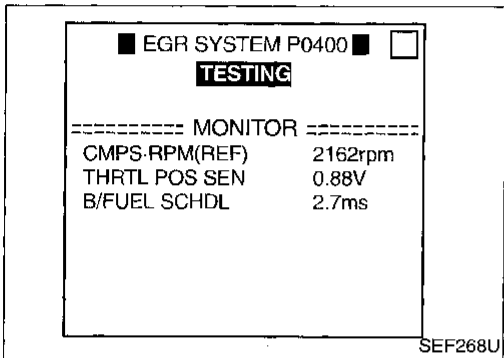 EGR SYSTEM P0400
TESTING
========== MONITOR ==========
CMPS·RPM(REF) 2162rpm
THRTL POS SEN 0.88V
B/FUEL SCHDL 2.7ms
SEF268U